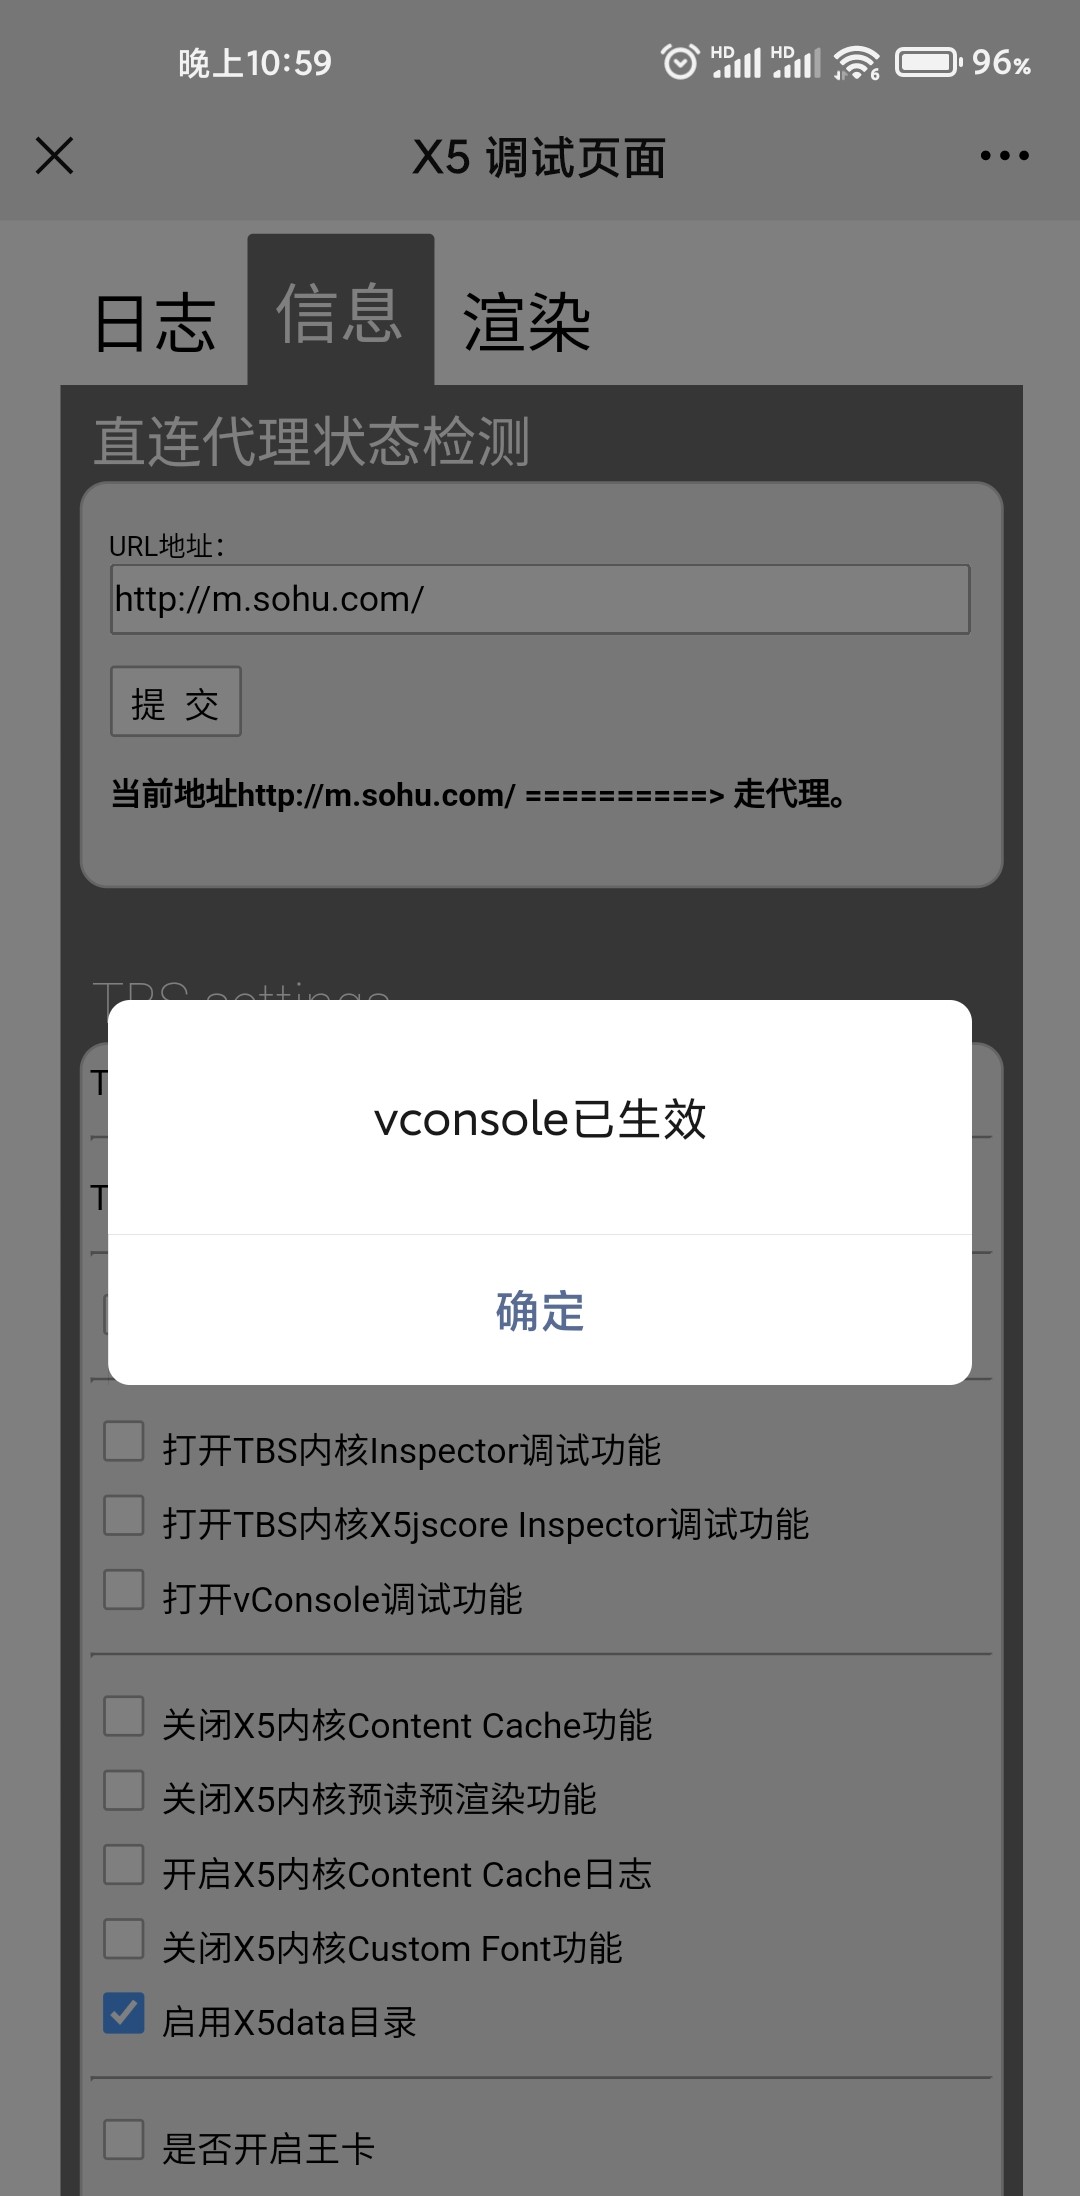 晚上10:59
HD HD 6 96%
X5 调试页面
日志 信息 渲染
直连代理状态检测
URL地址：
http://m.sohu.com/
提 交
当前地址http://m.sohu.com/ ==========> 走代理。
TBS settings
T
vconsole已生效
T
确定
打开TBS内核Inspector调试功能
打开TBS内核X5jscore Inspector调试功能
打开vConsole调试功能
关闭X5内核Content Cache功能
关闭X5内核预读预渲染功能
开启X5内核Content Cache日志
关闭X5内核Custom Font功能
启用X5data目录
是否开启王卡